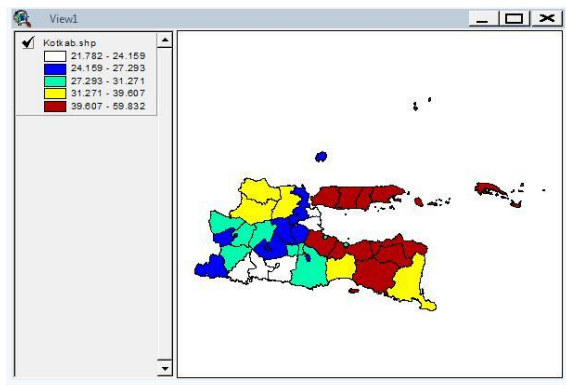 View1
Kotkab.shp
21.782 - 24.159
24.159 - 27.293
27.293 - 31.271
31.271 - 39.607
39.607 - 59.832